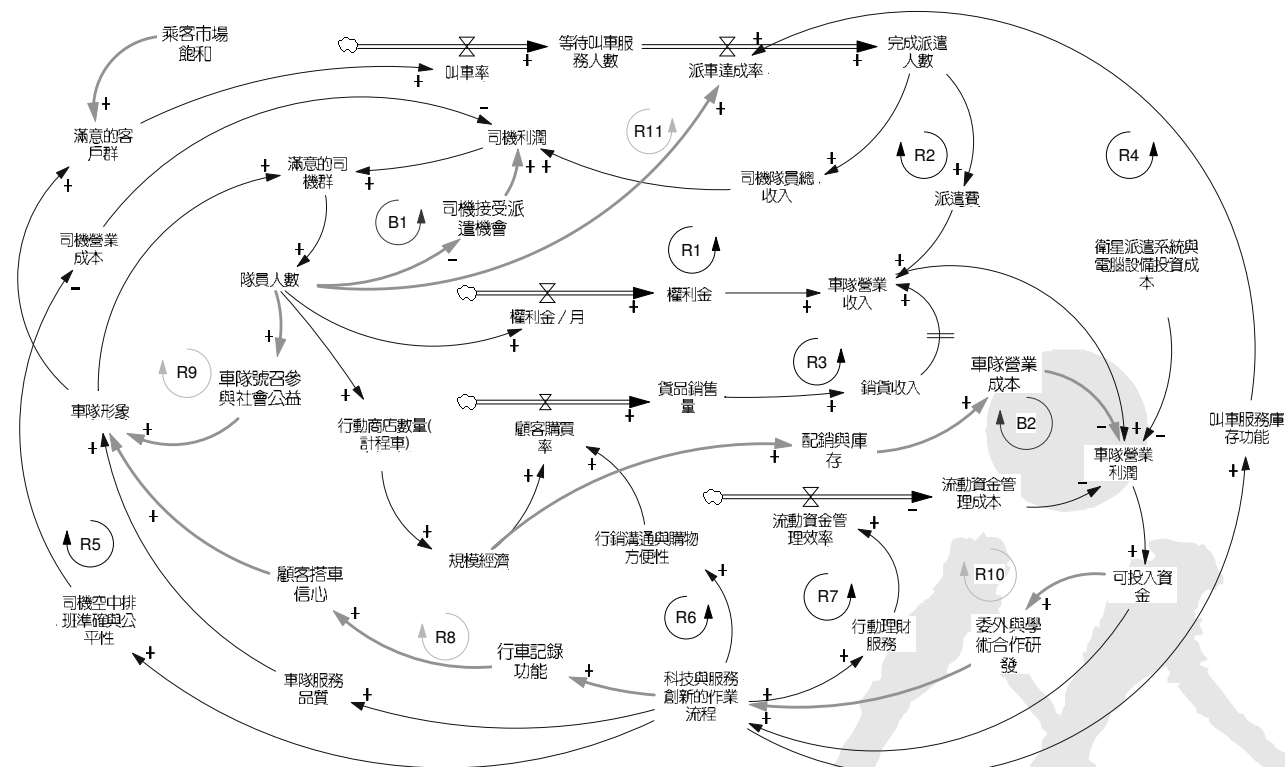 乘客市場
飽和
等待叫車服
務人數
完成派遣
人數
叫車率
派車達成率
滿意的客
戶群
司機利潤
R11
R2
R4
滿意的司
機群
司機隊員總
收入
派遣費
B1
司機接受派
遣機會
司機營業
成本
R1
衛星派遣系統與
電腦設備投資成
本
隊員人數
權利金
車隊營業
收入
權利金/月
R9
車隊號召參
與社會公益
R3
車隊營業
成本
貨品銷售
量
銷貨收入
車隊形象
行動商店數量(
計程車)
顧客購買
率
B2
叫車服務庫
存功能
配銷與庫
存
車隊營業
利潤
流動資金管
理成本
流動資金管
理效率
R5
規模經濟
行銷溝通與購物
方便性
顧客搭車
信心
R10
可投入資
金
司機空中排
班準確與公
平性
R6
R7
行動理財
服務
委外與學
術合作研
發
R8
行車記錄
功能
車隊服務
品質
科技與服務
創新的作業
流程